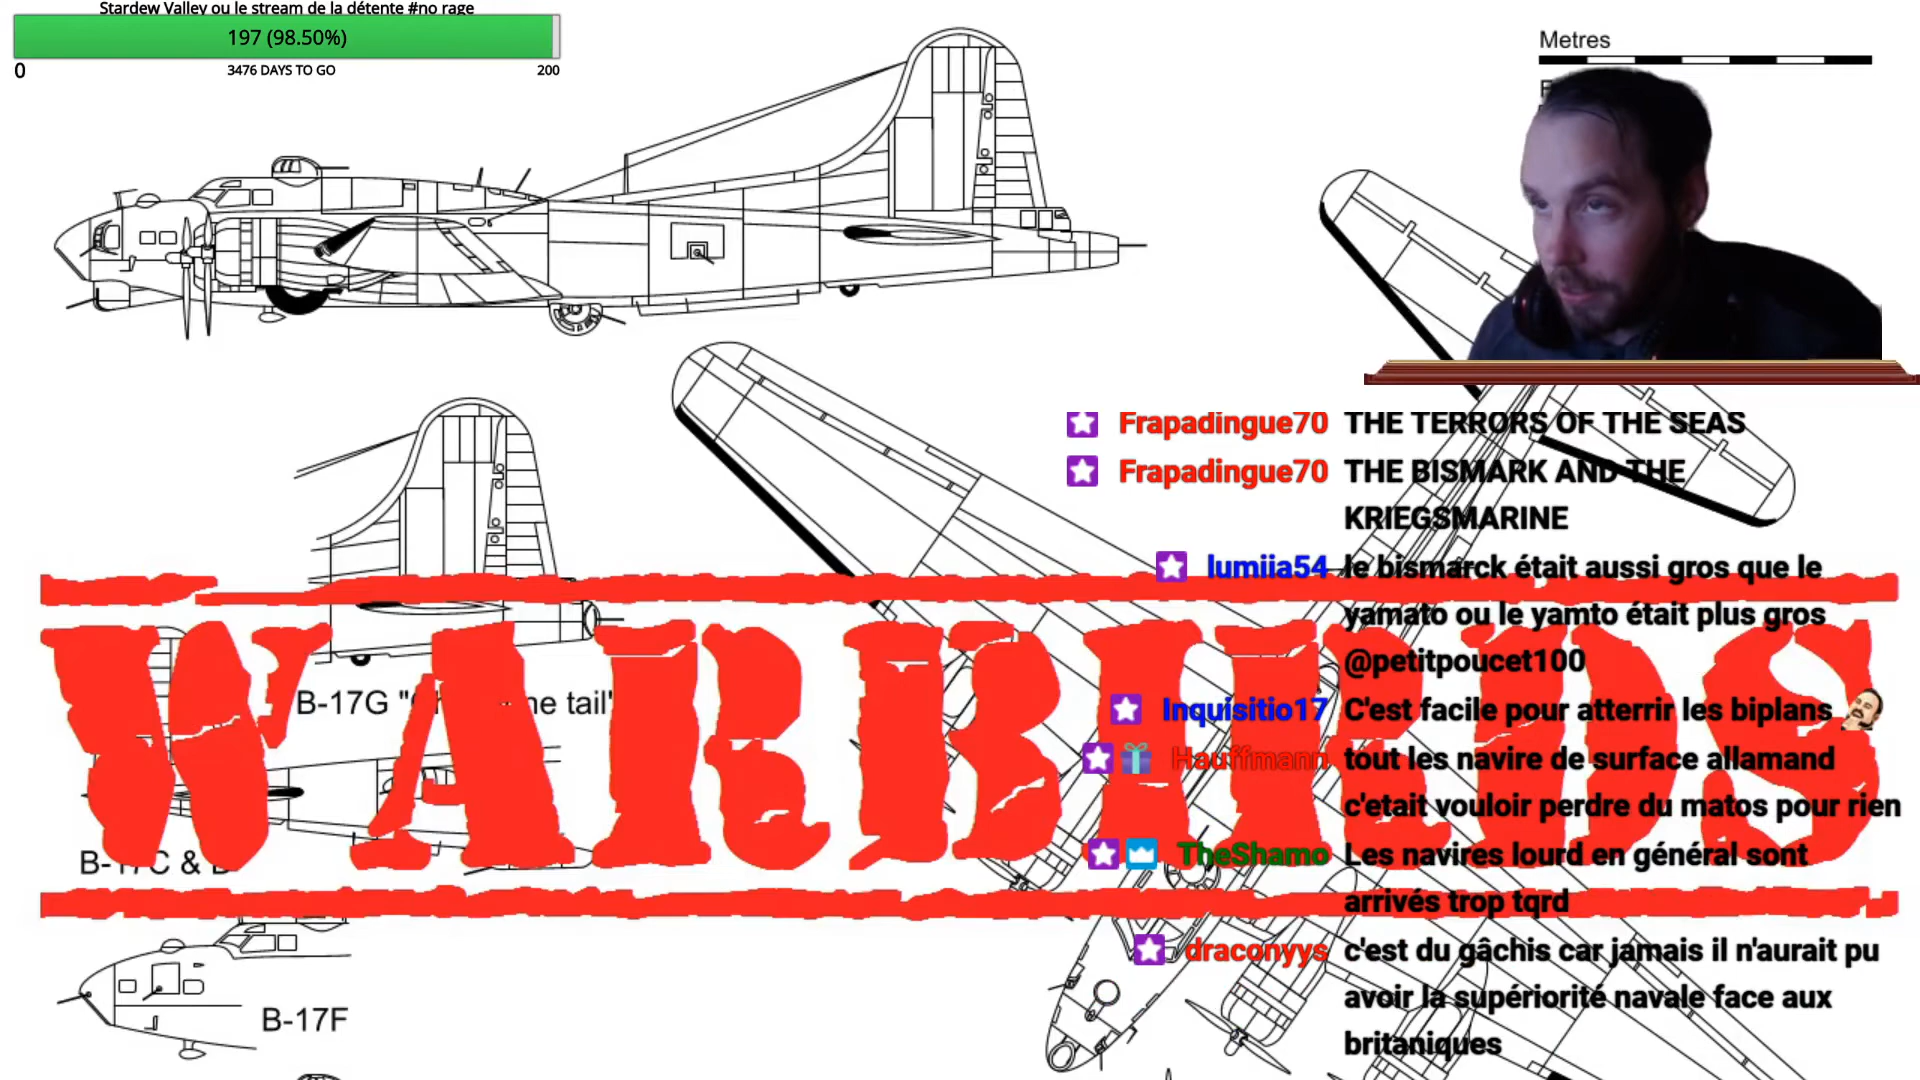 Stardew Valley ou le stream de la détente #no rage
197 (98.50%)
0
3476 DAYS TO GO
200
Metres
Frapadingue70 THE TERRORS OF THE SEAS
Frapadingue70 THE BISMARK AND THE
KRIEGSMARINE
lumiia54 le bismarck était aussi gros que le
yamato ou le yamto était plus gros
@petitpoucet100
WARBIRDS
B-17G
tail"
Inquisitio17 C'est facile pour atterrir les biplans
Hauffmann tout les navire de surface allamand
c'etait vouloir perdre du matos pour rien
B-17C &
TheShamo Les navires lourd en général sont
arrivés trop tqrd
draconyys c'est du gâchis car jamais il n'aurait pu
avoir la supériorité navale face aux
britaniques
B-17F